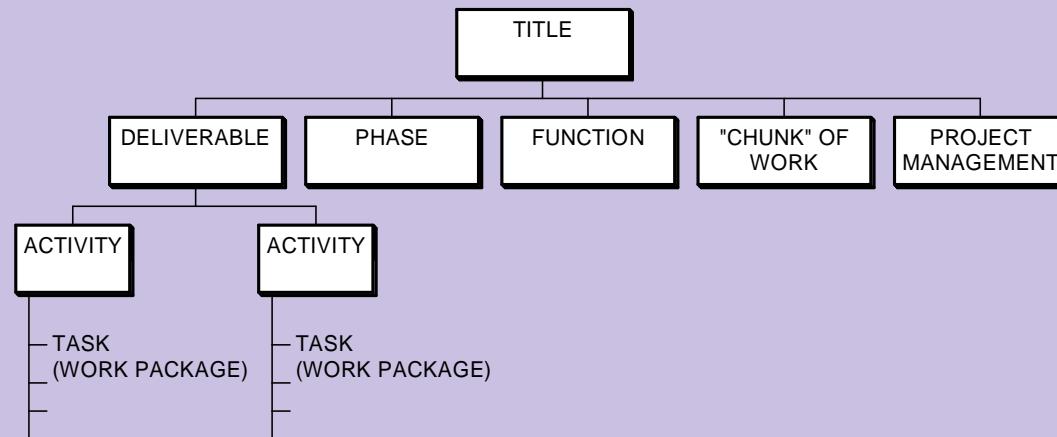 TITLE
DELIVERABLE
PHASE
FUNCTION
"CHUNK" OF
WORK
PROJECT
MANAGEMENT
ACTIVITY
ACTIVITY
TASK
(WORK PACKAGE)
TASK
(WORK PACKAGE)